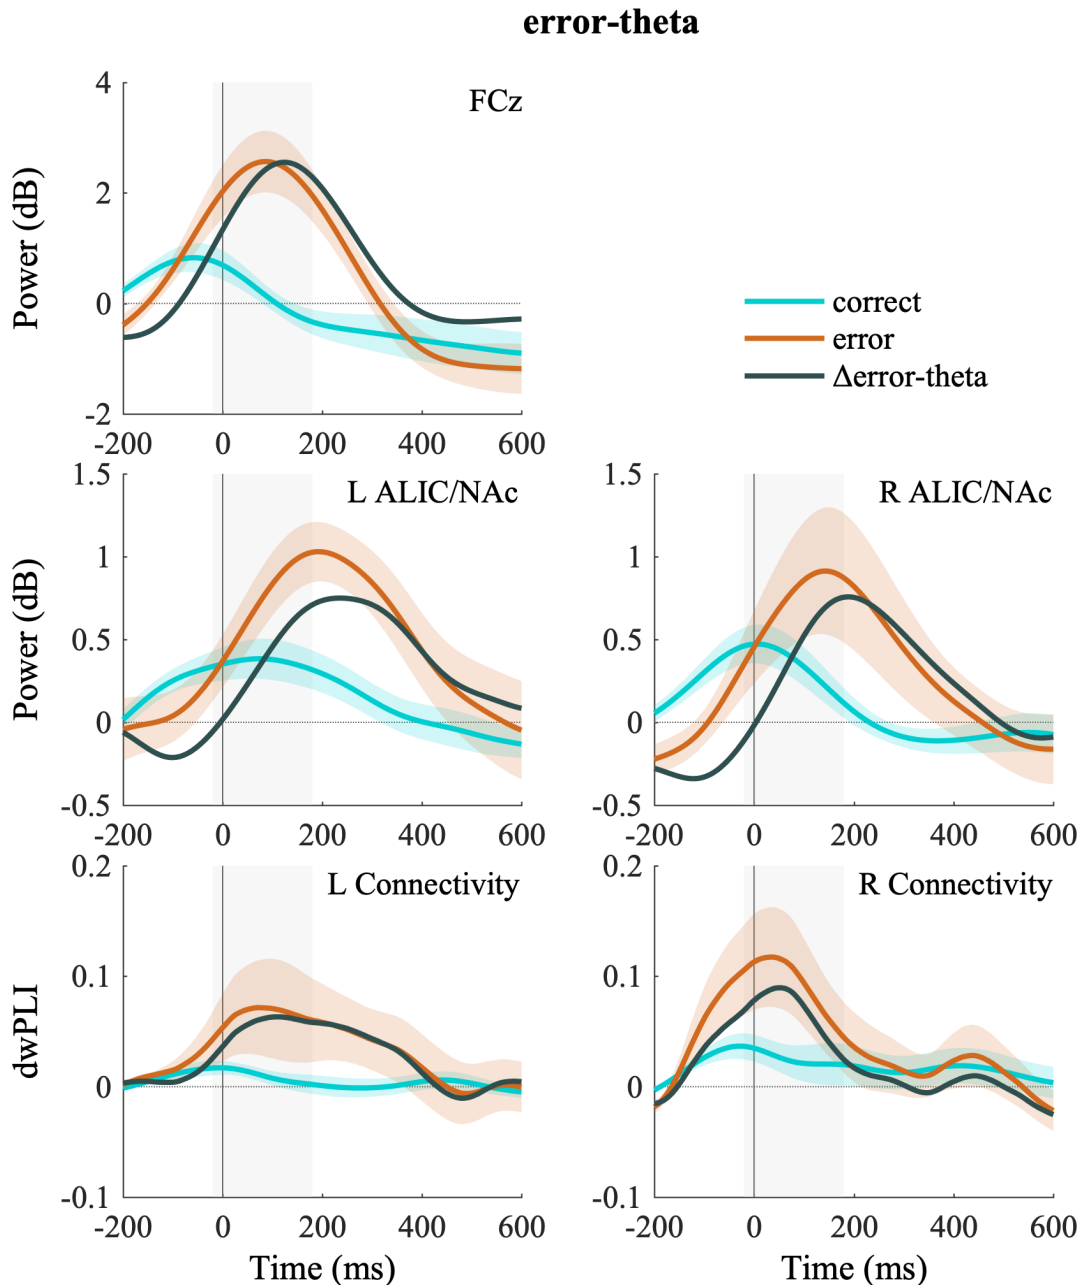 error-theta
FCz
Power (dB)
4
2
0
-2
-200 0 200 400 600
correct
error
Δerror-theta
L ALIC/NAc
Power (dB)
1.5
1
0.5
0
-0.5
-200 0 200 400 600
R ALIC/NAc
1.5
1
0.5
0
-0.5
-200 0 200 400 600
L Connectivity
dwPLI
0.2
0.1
0
-0.1
-200 0 200 400 600
Time (ms)
R Connectivity
0.2
0.1
0
-0.1
-200 0 200 400 600
Time (ms)